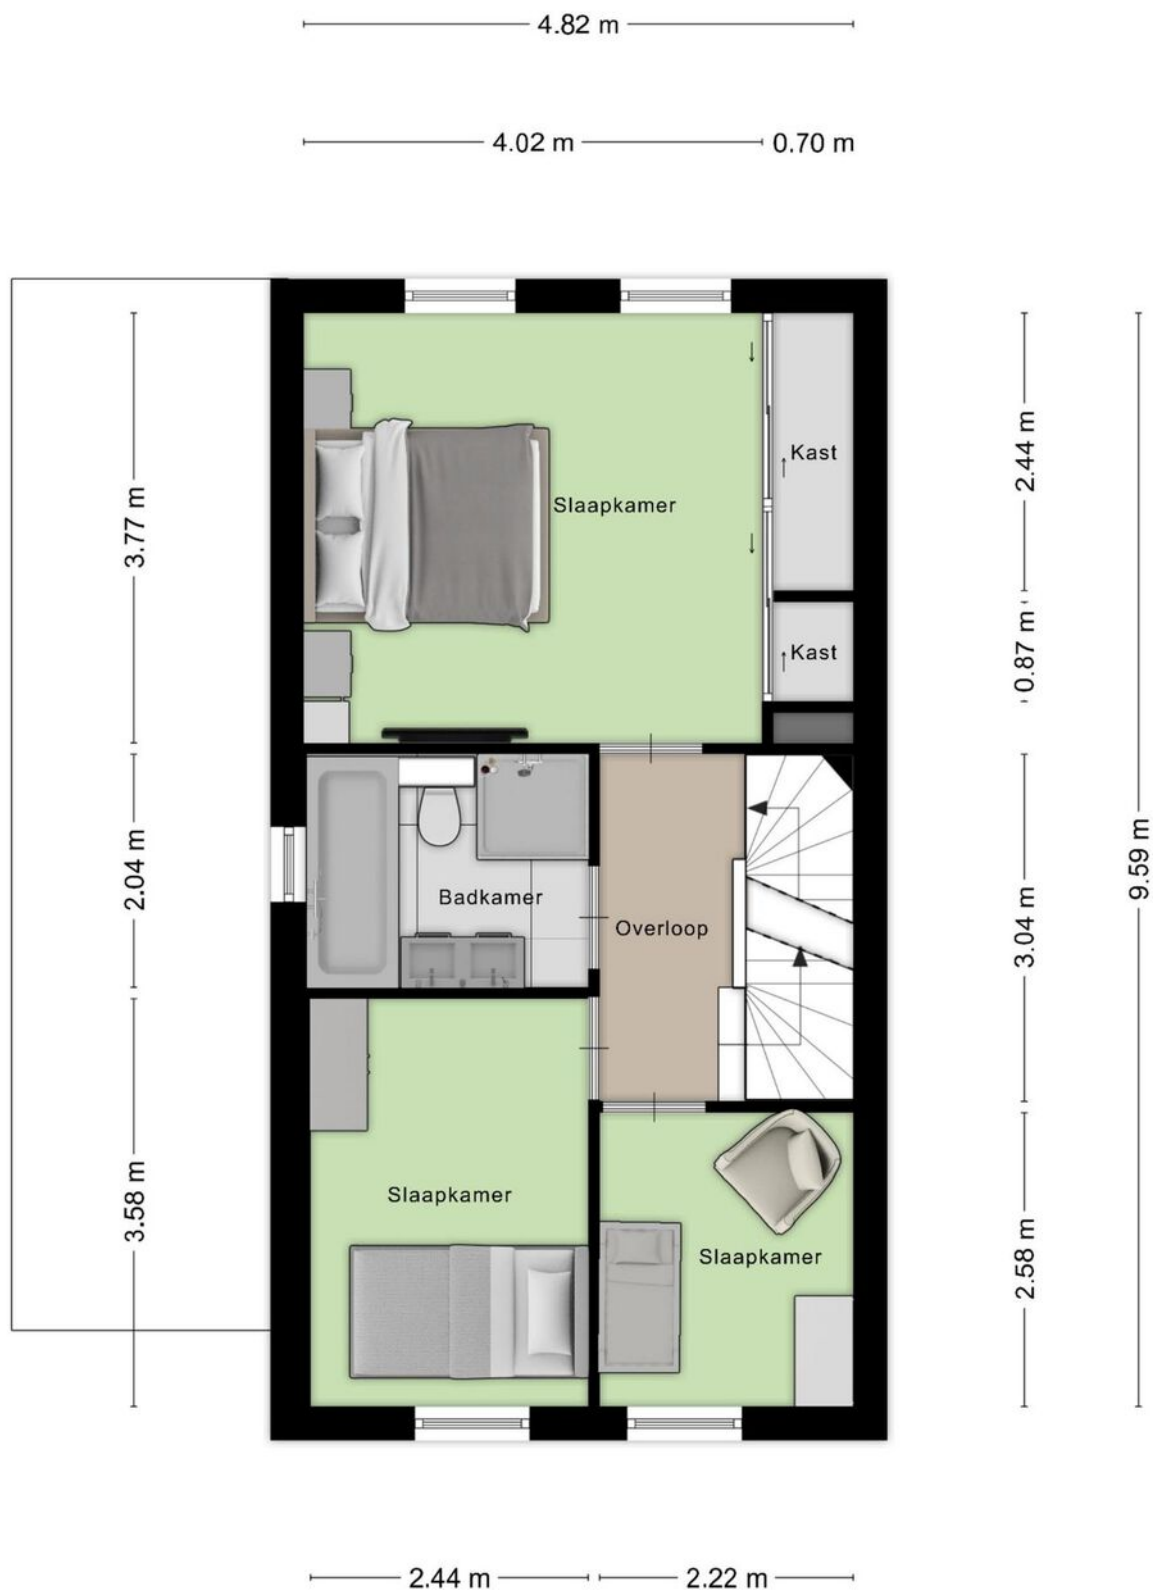 4.82 m
4.02 m
0.70 m
Kast
2.44 m
Slaapkamer
3.77 m
Kast
0.87 m
9.59 m
Badkamer
2.04 m
Overloop
3.04 m
Slaapkamer
3.58 m
Slaapkamer
2.58 m
2.44 m
2.22 m